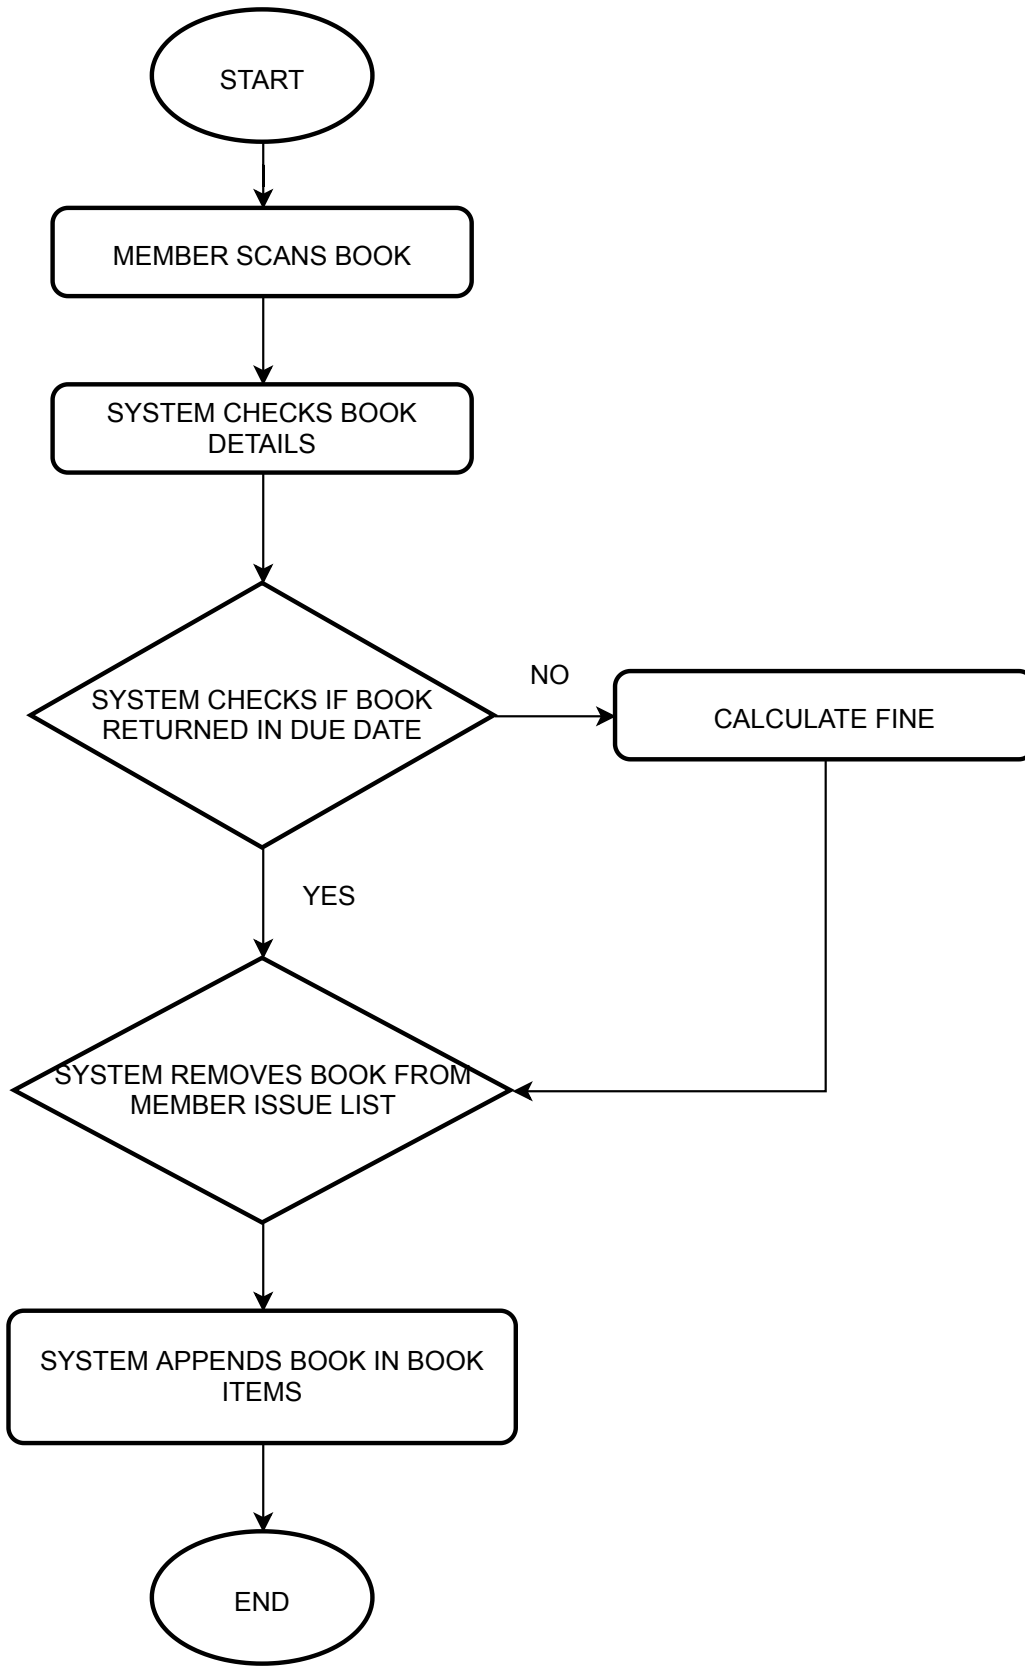 START
MEMBER SCANS BOOK
SYSTEM CHECKS BOOK
DETAILS
SYSTEM CHECKS IF BOOK
RETURNED IN DUE DATE
NO
CALCULATE FINE
YES
SYSTEM REMOVES BOOK FROM
MEMBER ISSUE LIST
SYSTEM APPENDS BOOK IN BOOK
ITEMS
END